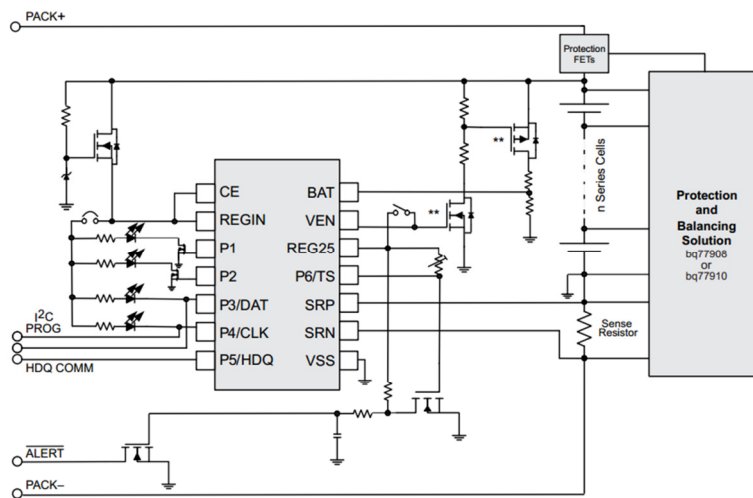 PACK+
Protection
FETs
**
CE
BAT
n Series Cells
REGIN
VEN
**
Protection
and
Balancing
Solution
bq77908
or
bq77910
P1
REG25
P2
P6/TS
P3/DAT
SRP
I2C
PROG
P4/CLK
SRN
Sense
Resistor
P5/HDQ
VSS
HDQ COMM
ALERT
PACK–